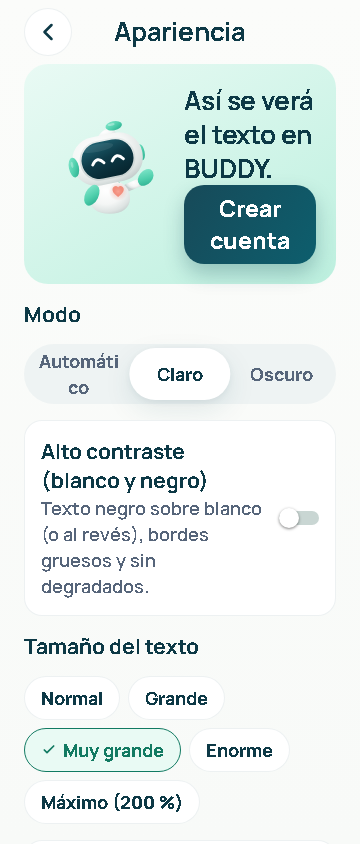 Apariencia
Así se verá
el texto en
BUDDY.
Crear
cuenta
Modo
Automáti
co
Claro
Oscuro
Alto contraste
(blanco y negro)
Texto negro sobre blanco
(o al revés), bordes
gruesos y sin
degradados.
Tamaño del texto
Normal
Grande
Muy grande
Enorme
Máximo (200 %)